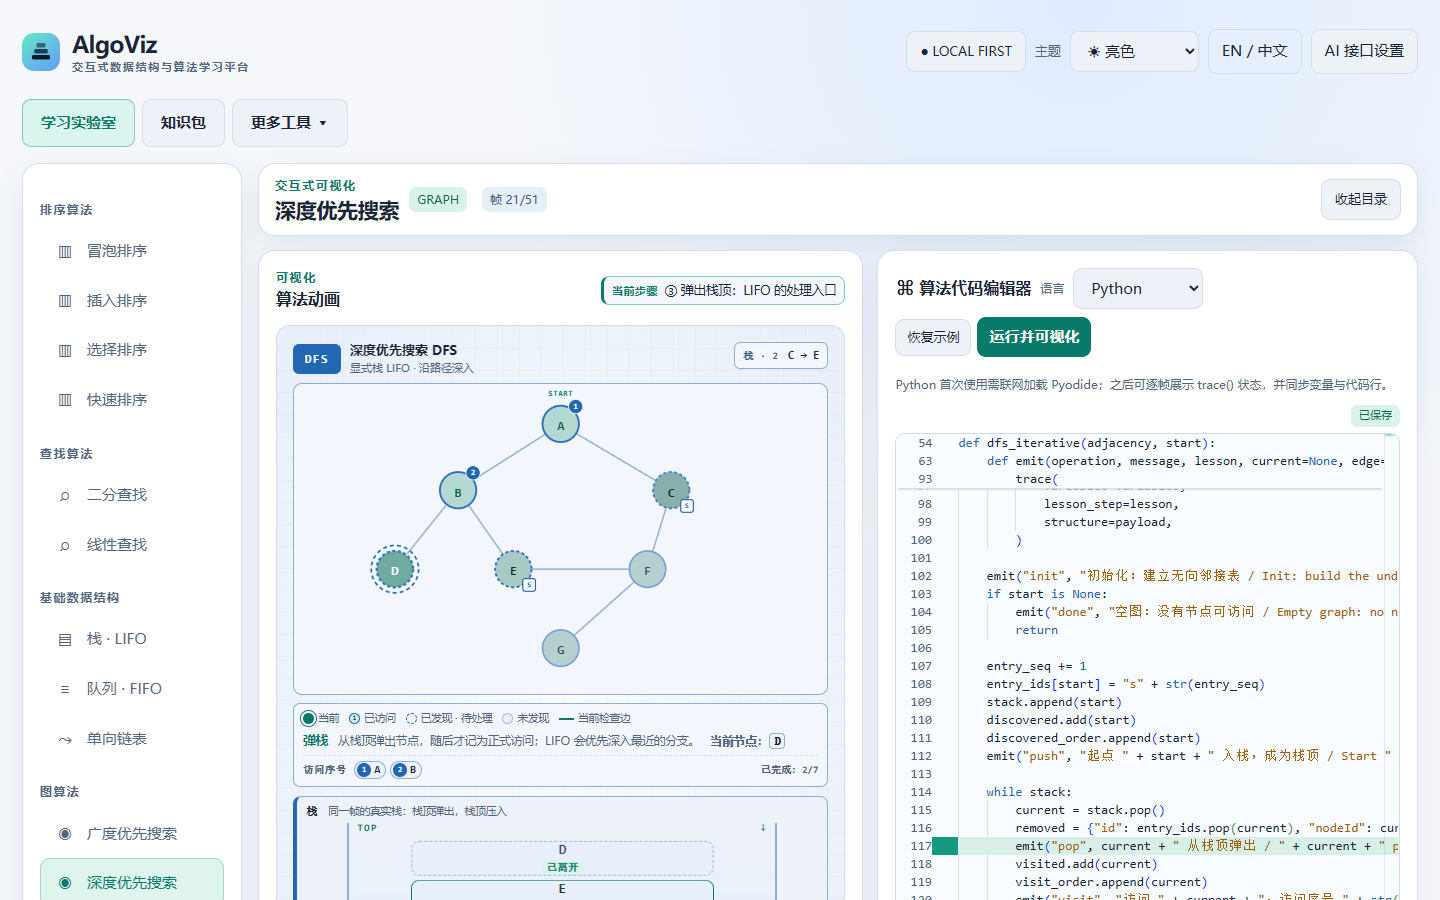 AlgoViz
交互式数据结构与算法学习平台
● LOCAL FIRST
主题
☀ 亮色
EN / 中文
AI 接口设置
学习实验室
知识包
更多工具 ▾
排序算法
冒泡排序
插入排序
选择排序
快速排序
查找算法
二分查找
线性查找
基础数据结构
栈 · LIFO
队列 · FIFO
单向链表
图算法
广度优先搜索
深度优先搜索
交互式可视化
深度优先搜索
GRAPH
帧 21/51
收起目录
可视化
算法动画
当前步骤 ③ 弹出栈顶：LIFO 的处理入口
DFS
深度优先搜索 DFS
显式栈 LIFO · 沿路径深入
栈 · 2 C → E
START
A
1
B
2
C
S
D
E
S
F
G
当前
1 已访问
已发现 · 待处理
未发现
当前检查边
弹栈 从栈顶弹出节点，随后才记为正式访问；LIFO 会优先深入最近的分支。 当前节点： D
访问序号 1 A 2 B
已完成：2/7
栈 同一帧的真实栈：栈顶弹出，栈顶压入
TOP ↓
D
已离开
E
⌘ 算法代码编辑器
语言
Python
恢复示例
运行并可视化
Python 首次使用需联网加载 Pyodide；之后可逐帧展示 trace() 状态，并同步变量与代码行。
已保存
54 def dfs_iterative(adjacency, start):
63 def emit(operation, message, lesson, current=None, edge=
93 trace(
98 lesson_step=lesson,
99 structure=payload,
100 )
101
102 emit("init", "初始化：建立无向邻接表 / Init: build the und
103 if start is None:
104 emit("done", "空图：没有节点可访问 / Empty graph: no n
105 return
106
107 entry_seq += 1
108 entry_ids[start] = "s" + str(entry_seq)
109 stack.append(start)
110 discovered.add(start)
111 discovered_order.append(start)
112 emit("push", "起点 " + start + " 入栈，成为栈顶 / Start "
113
114 while stack:
115 current = stack.pop()
116 removed = {"id": entry_ids.pop(current), "nodeId": cur
117 emit("pop", current + " 从栈顶弹出 / " + current + " p
118 visited.add(current)
119 visit_order.append(current)
120 emit("visit", "访问 " + current + "，访问序号 " + str(